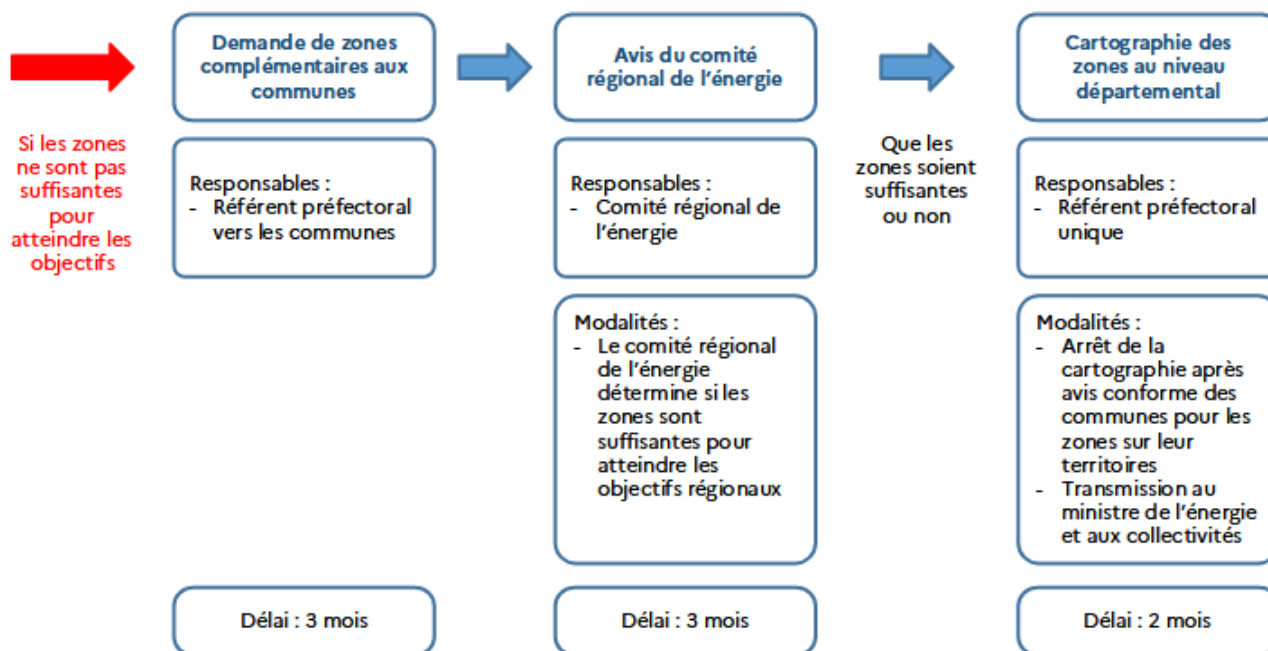 Demande de zones
complémentaires aux
communes
Avis du comité
régional de l'énergie
Cartographie des
zones au niveau
départemental
Si les zones
ne sont pas
suffisantes
pour
atteindre les
objectifs
Responsables :
- Référent préfectoral
vers les communes
Responsables :
- Comité régional de
l'énergie
Que les
zones soient
suffisantes
ou non
Responsables :
- Référent préfectoral
unique
Modalités :
- Le comité régional
de l'énergie
détermine si les
zones sont
suffisantes pour
atteindre les
objectifs régionaux
Modalités :
- Arrêt de la
cartographie après
avis conforme des
communes pour les
zones sur leur
territoires
- Transmission au
ministre de l'énergie
et aux collectivités
Délai : 3 mois
Délai : 3 mois
Délai : 2 mois